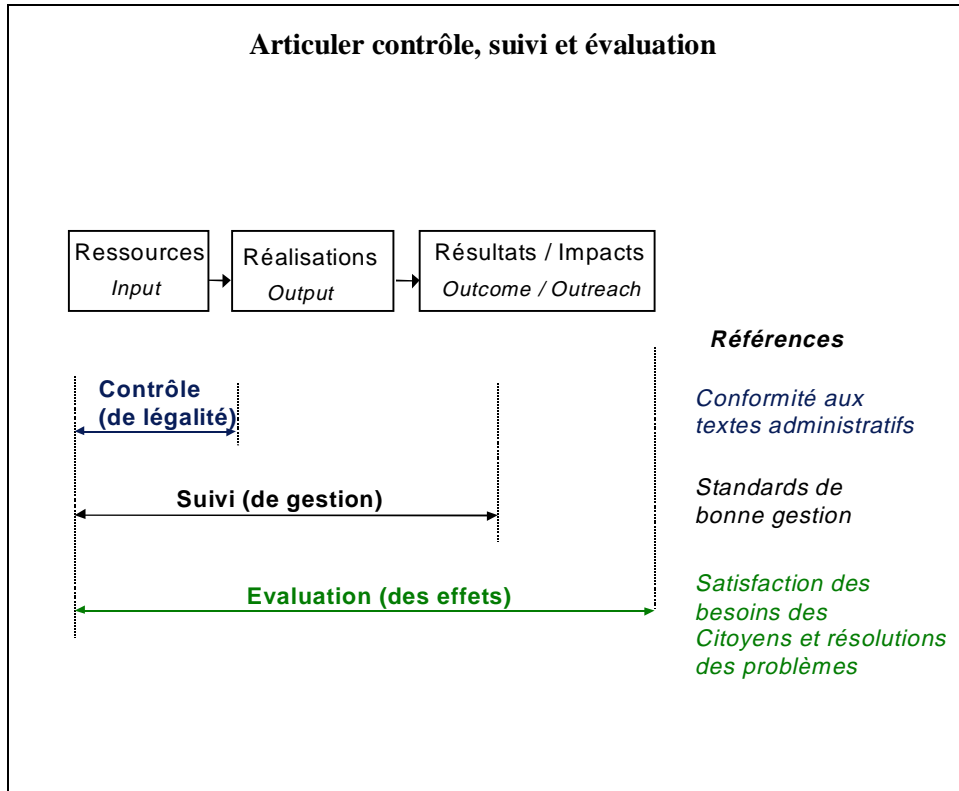 Articuler contrôle, suivi et évaluation
Ressources
Input
Réalisations
Output
Résultats / Impacts
Outcome / Outreach
Références
Contrôle
(de légalité)
Conformité aux
textes administratifs
Suivi (de gestion)
Standards de
bonne gestion
Evaluation (des effets)
Satisfaction des
besoins des
Citoyens et résolutions
des problèmes